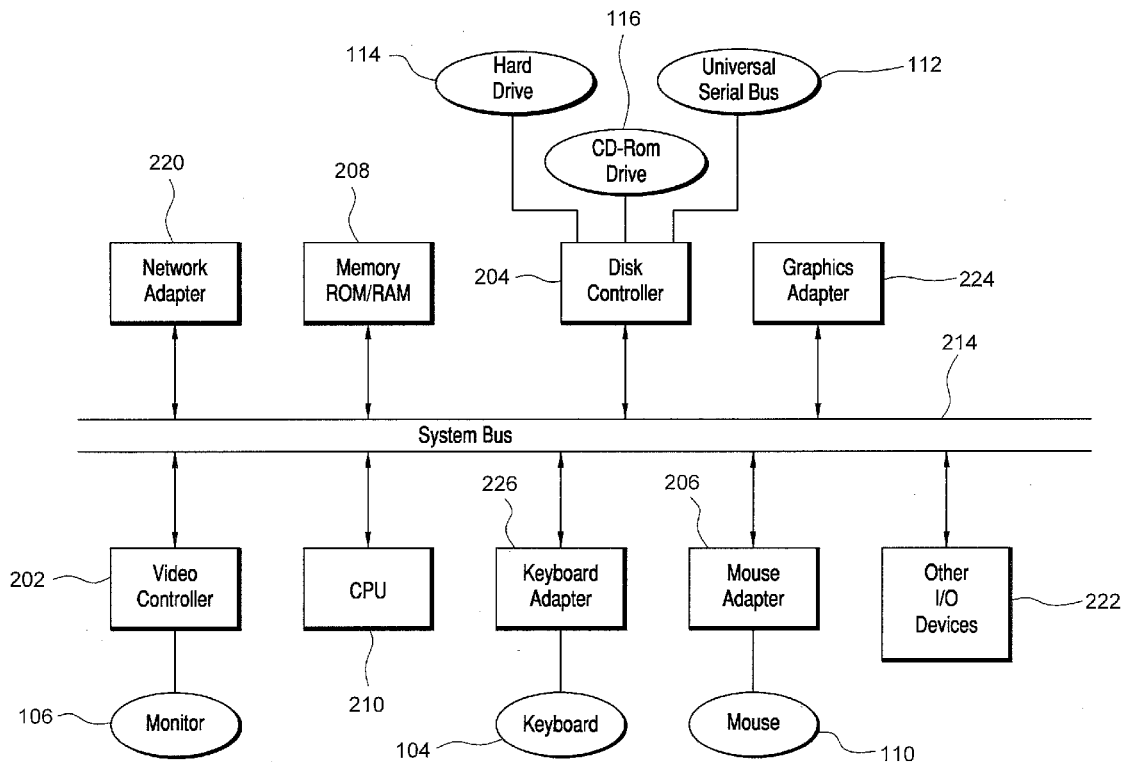 116
114
Hard
Drive
Universal
Serial Bus
112
CD-Rom
Drive
220
208
Network
Adapter
Memory
ROM/RAM
204
Disk
Controller
Graphics
Adapter
224
214
System Bus
226
206
202
Video
Controller
CPU
Keyboard
Adapter
Mouse
Adapter
Other
I/O
Devices
222
210
106
Monitor
104
Keyboard
Mouse
110